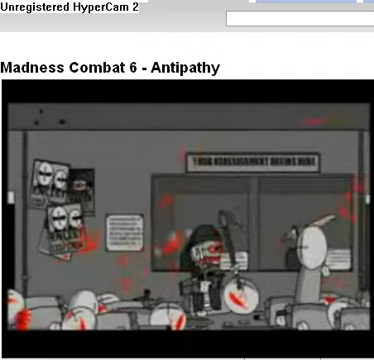 Unregistered HyperCam 2
Madness Combat 6 - Antipathy
YOUR REASSIGNMENT BEGINS HERE